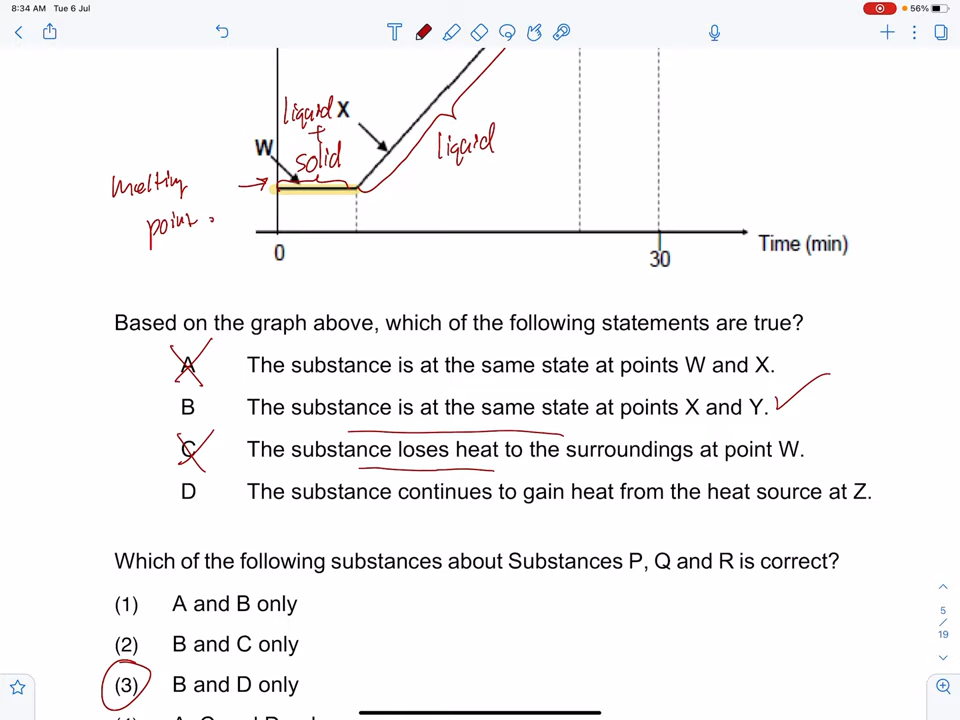 8:34 AM Tue 6 Jul
56%
T
liquid X
+
W solid
liquid
melting
point
0
30
Time (min)
Based on the graph above, which of the following statements are true?
A The substance is at the same state at points W and X.
B The substance is at the same state at points X and Y.
C The substance loses heat to the surroundings at point W.
D The substance continues to gain heat from the heat source at Z.
Which of the following substances about Substances P, Q and R is correct?
(1) A and B only
(2) B and C only
(3) B and D only
5
/
19